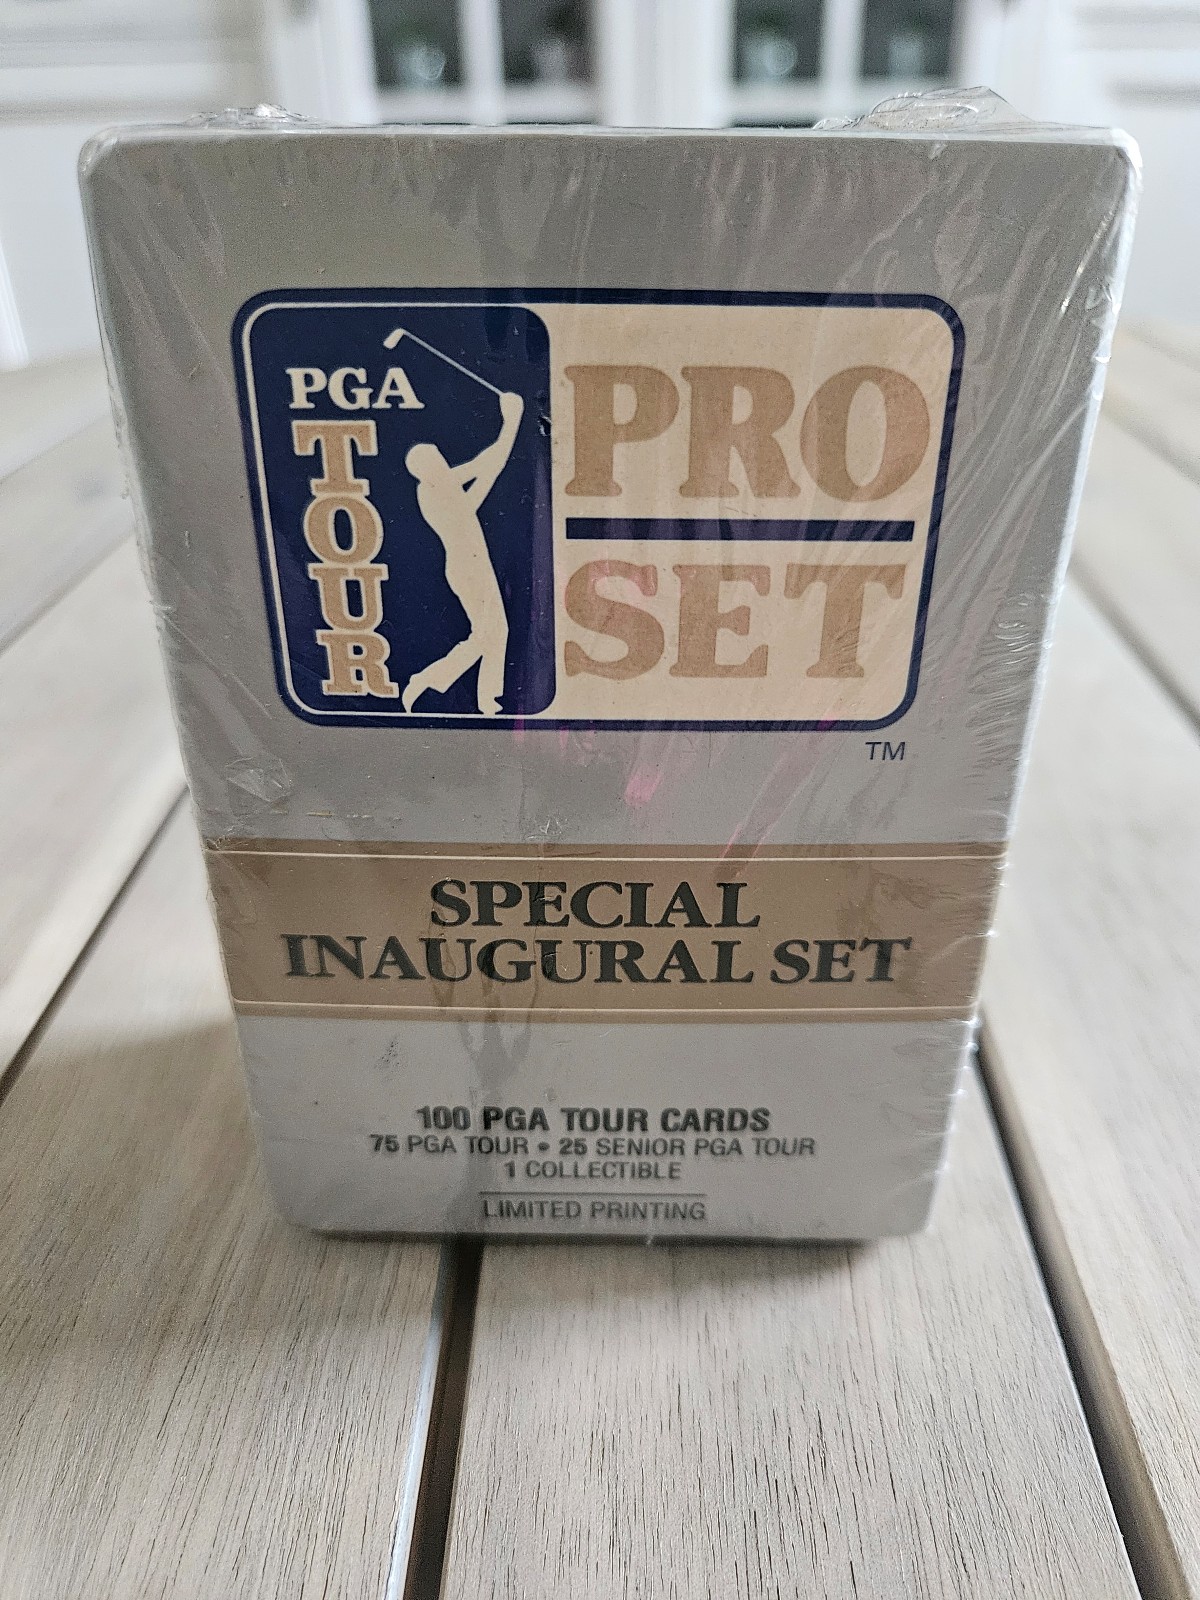 PGA
TOUR
PRO
SET
TM
SPECIAL
INAUGURAL SET
100 PGA TOUR CARDS
75 PGA TOUR • 25 SENIOR PGA TOUR
1 COLLECTIBLE
LIMITED PRINTING